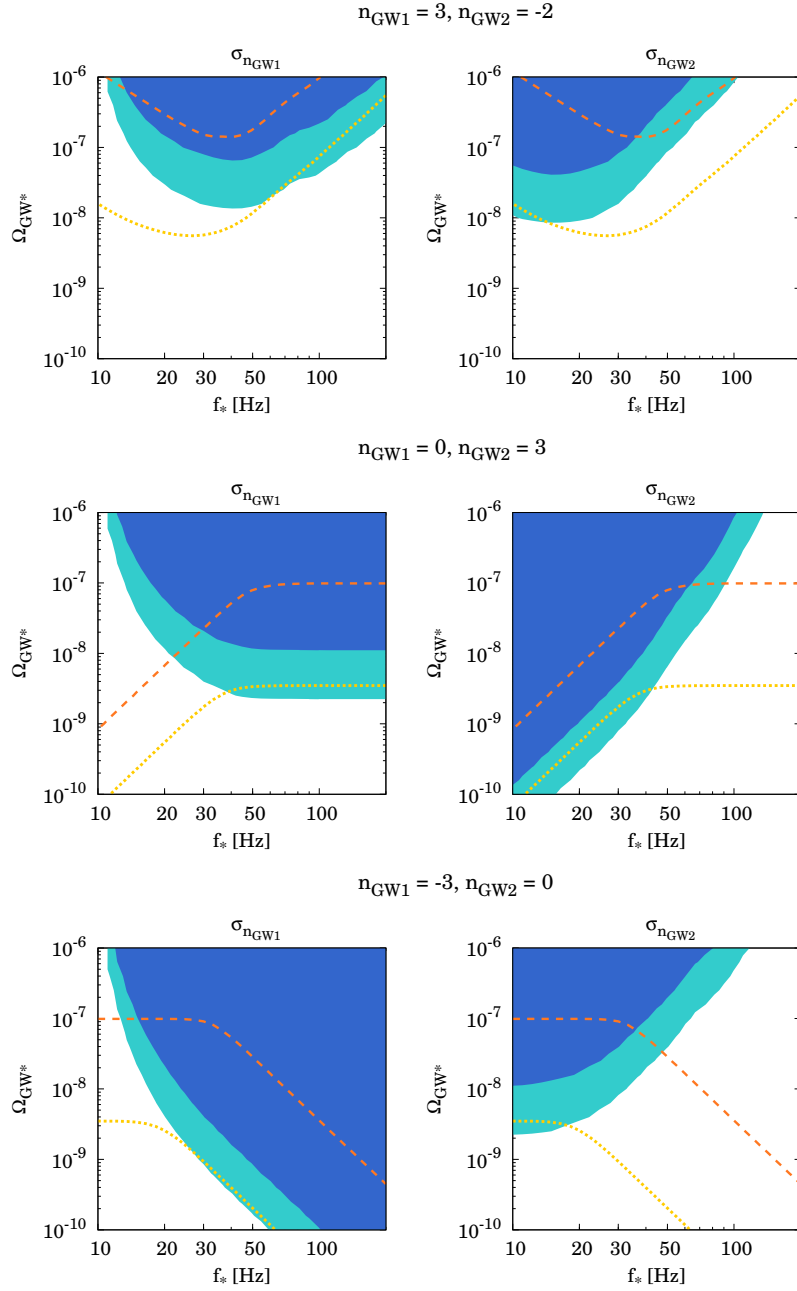 n_GW1 = 3, n_GW2 = -2
σ_nGW1
σ_nGW2
Ω_GW*
10^-6
10^-7
10^-8
10^-9
10^-10
10 20 30 50 100
f_* [Hz]
Ω_GW*
10^-6
10^-7
10^-8
10^-9
10^-10
10 20 30 50 100
f_* [Hz]
n_GW1 = 0, n_GW2 = 3
σ_nGW1
σ_nGW2
Ω_GW*
10^-6
10^-7
10^-8
10^-9
10^-10
10 20 30 50 100
f_* [Hz]
Ω_GW*
10^-6
10^-7
10^-8
10^-9
10^-10
10 20 30 50 100
f_* [Hz]
n_GW1 = -3, n_GW2 = 0
σ_nGW1
σ_nGW2
Ω_GW*
10^-6
10^-7
10^-8
10^-9
10^-10
10 20 30 50 100
f_* [Hz]
Ω_GW*
10^-6
10^-7
10^-8
10^-9
10^-10
10 20 30 50 100
f_* [Hz]